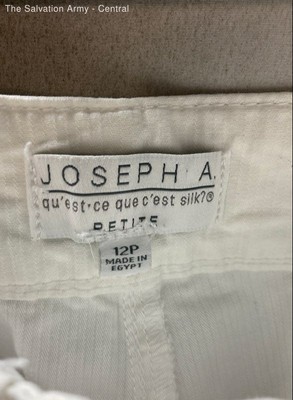 The Salvation Army - Central
JOSEPH A.
qu'est·ce que c'est silk?®
PETITE
12P
MADE IN
EGYPT